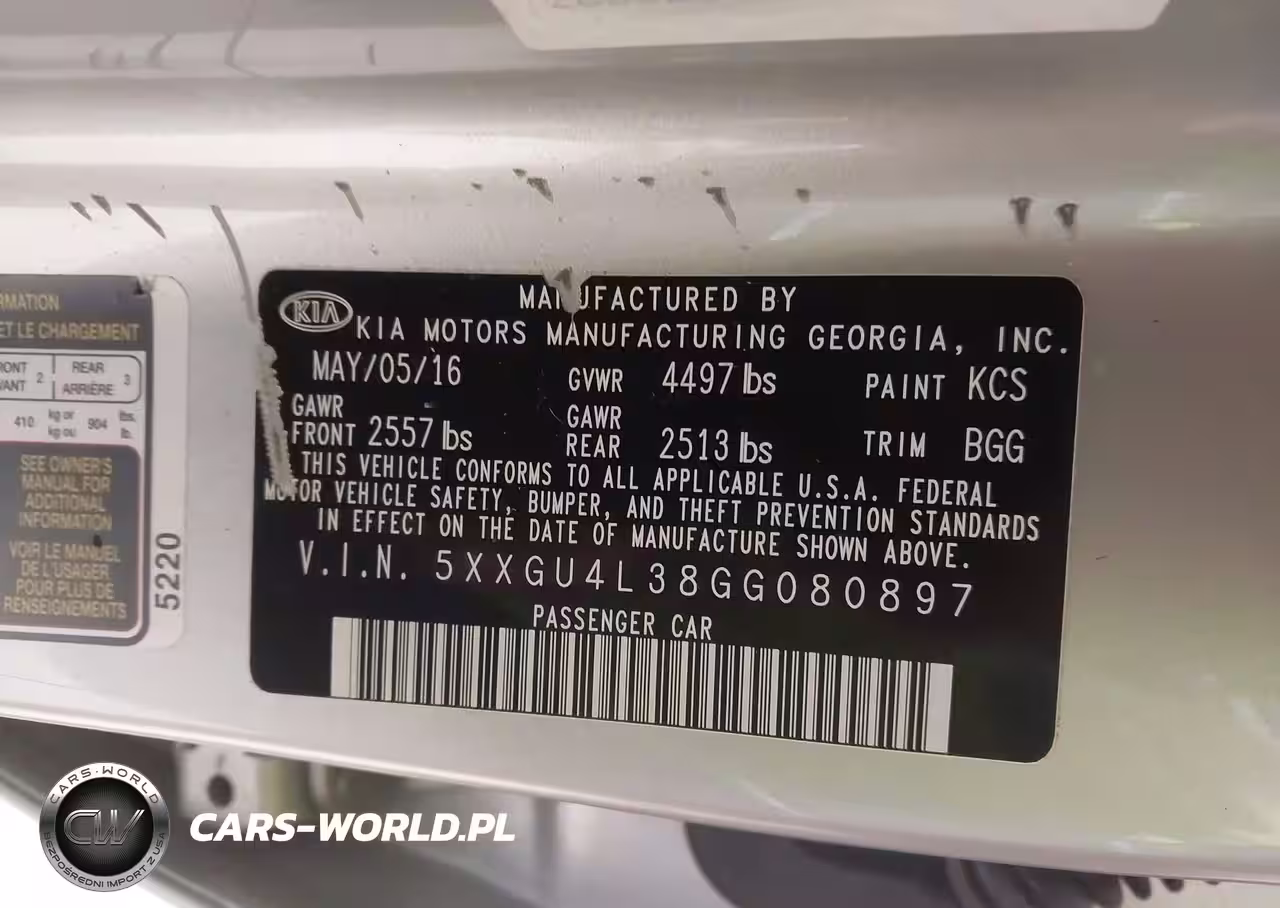 RMATION
ET LE CHARGEMENT
RONT 2 REAR 3
VANT ARRIÈRE
410 kg or 904 lbs.
kg ou lb.
SEE OWNER'S
MANUAL FOR
ADDITIONAL
INFORMATION
VOIR LE MANUEL
DE L'USAGER
POUR PLUS DE
RENSEIGNEMENTS
5220
KIA
MANUFACTURED BY
KIA MOTORS MANUFACTURING GEORGIA, INC.
MAY/05/16 GVWR 4497 lbs PAINT KCS
GAWR FRONT 2557 lbs GAWR REAR 2513 lbs TRIM BGG
THIS VEHICLE CONFORMS TO ALL APPLICABLE U.S.A. FEDERAL
MOTOR VEHICLE SAFETY, BUMPER, AND THEFT PREVENTION STANDARDS
IN EFFECT ON THE DATE OF MANUFACTURE SHOWN ABOVE.
V.I.N. 5XXGU4L38GG080897
PASSENGER CAR
CARS-WORLD
CW
BEZPOŚREDNI IMPORT Z USA
CARS-WORLD.PL